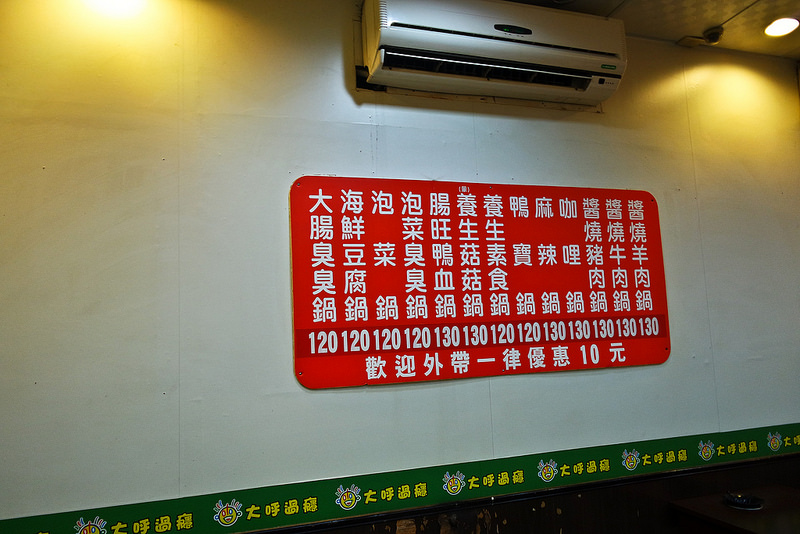 大腸臭臭鍋
海鮮豆腐鍋
泡菜鍋
泡菜臭臭鍋
腸旺鴨血鍋
養生菇菇鍋
養生素食鍋
鴨寶鍋
麻辣鍋
咖哩鍋
醬燒豬肉鍋
醬燒牛肉鍋
醬燒羊肉鍋
120 120 120 120 130 130 120 120 130 130 130 130 130
歡迎外帶一律優惠10元
大呼過癮 大呼過癮 大呼過癮 大呼過癮 大呼過癮 大呼過癮 大呼過癮 大呼